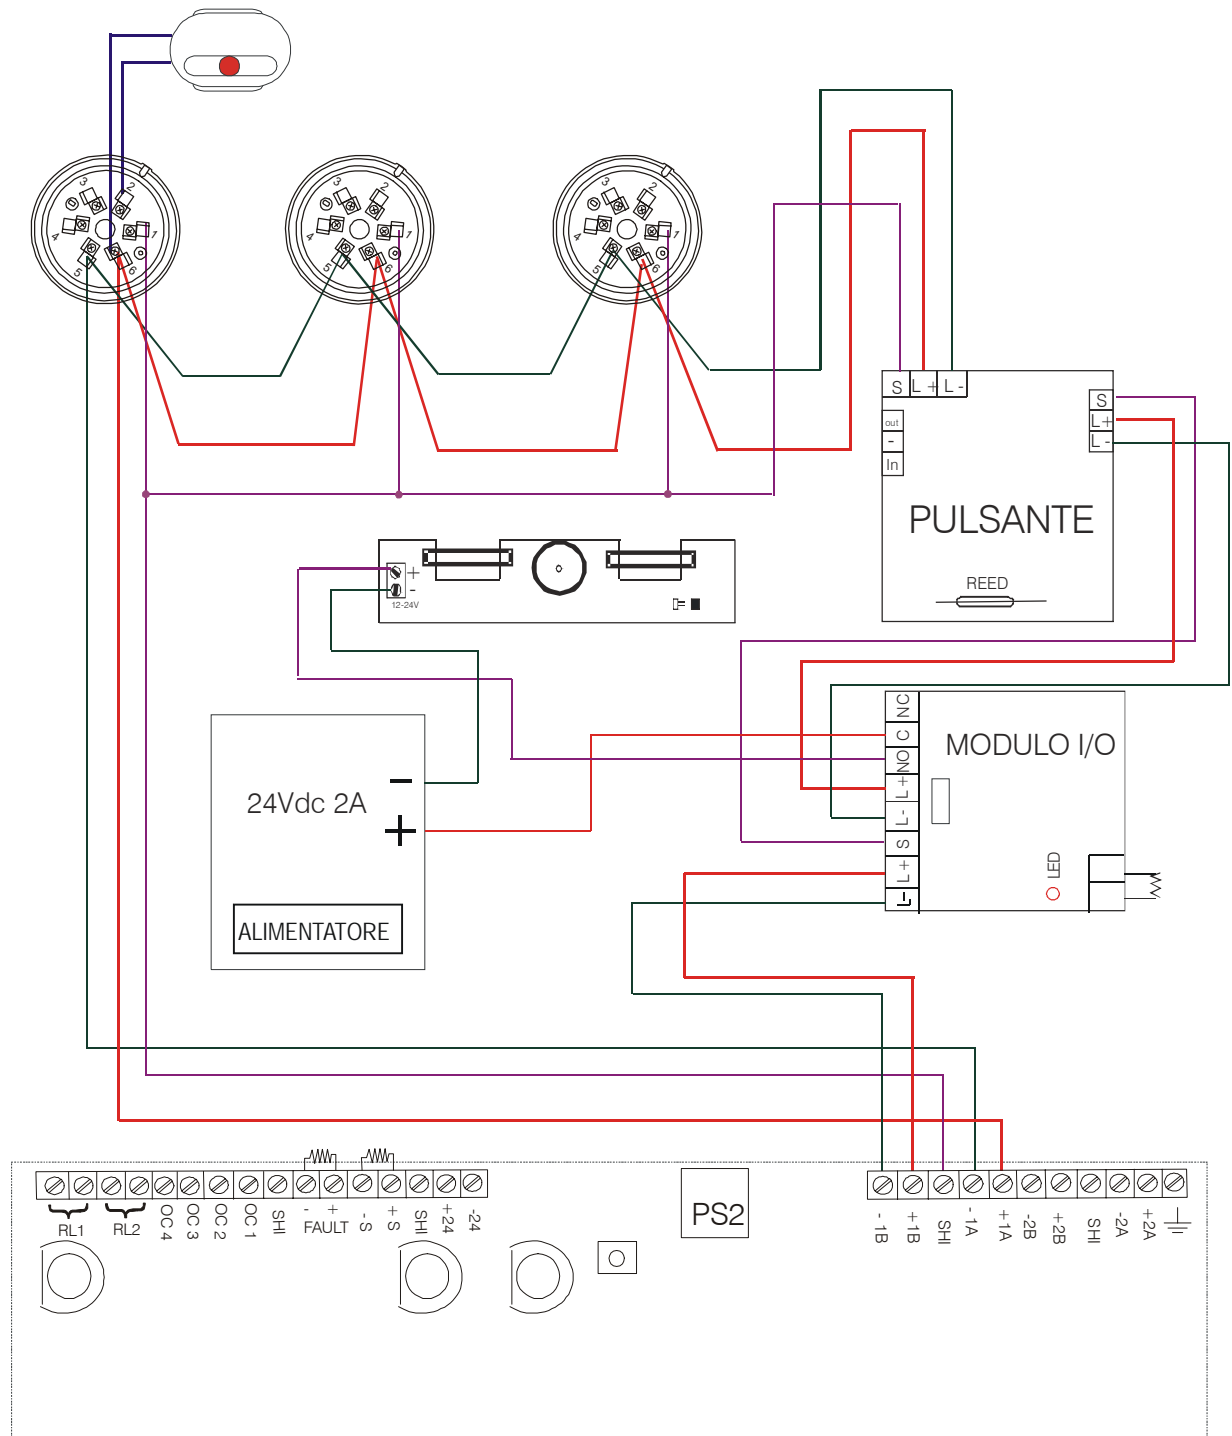 3 2 4 1 5 6
3 2 4 1 5 6
3 2 4 1 5 6
S L + L -
out
-
In
S
L+
L -
PULSANTE
REED
+
-
12-24V
NC
C
NO
L+
L-
S
L+
L-
MODULO I/O
LED
24Vdc 2A
-
+
ALIMENTATORE
RL1 RL2 OC 4 OC 3 OC 2 OC 1 SHI - + - S + S SHI +24 -24
FAULT
PS2
- 1B +1B SHI - 1A +1A -2B +2B SHI -2A +2A